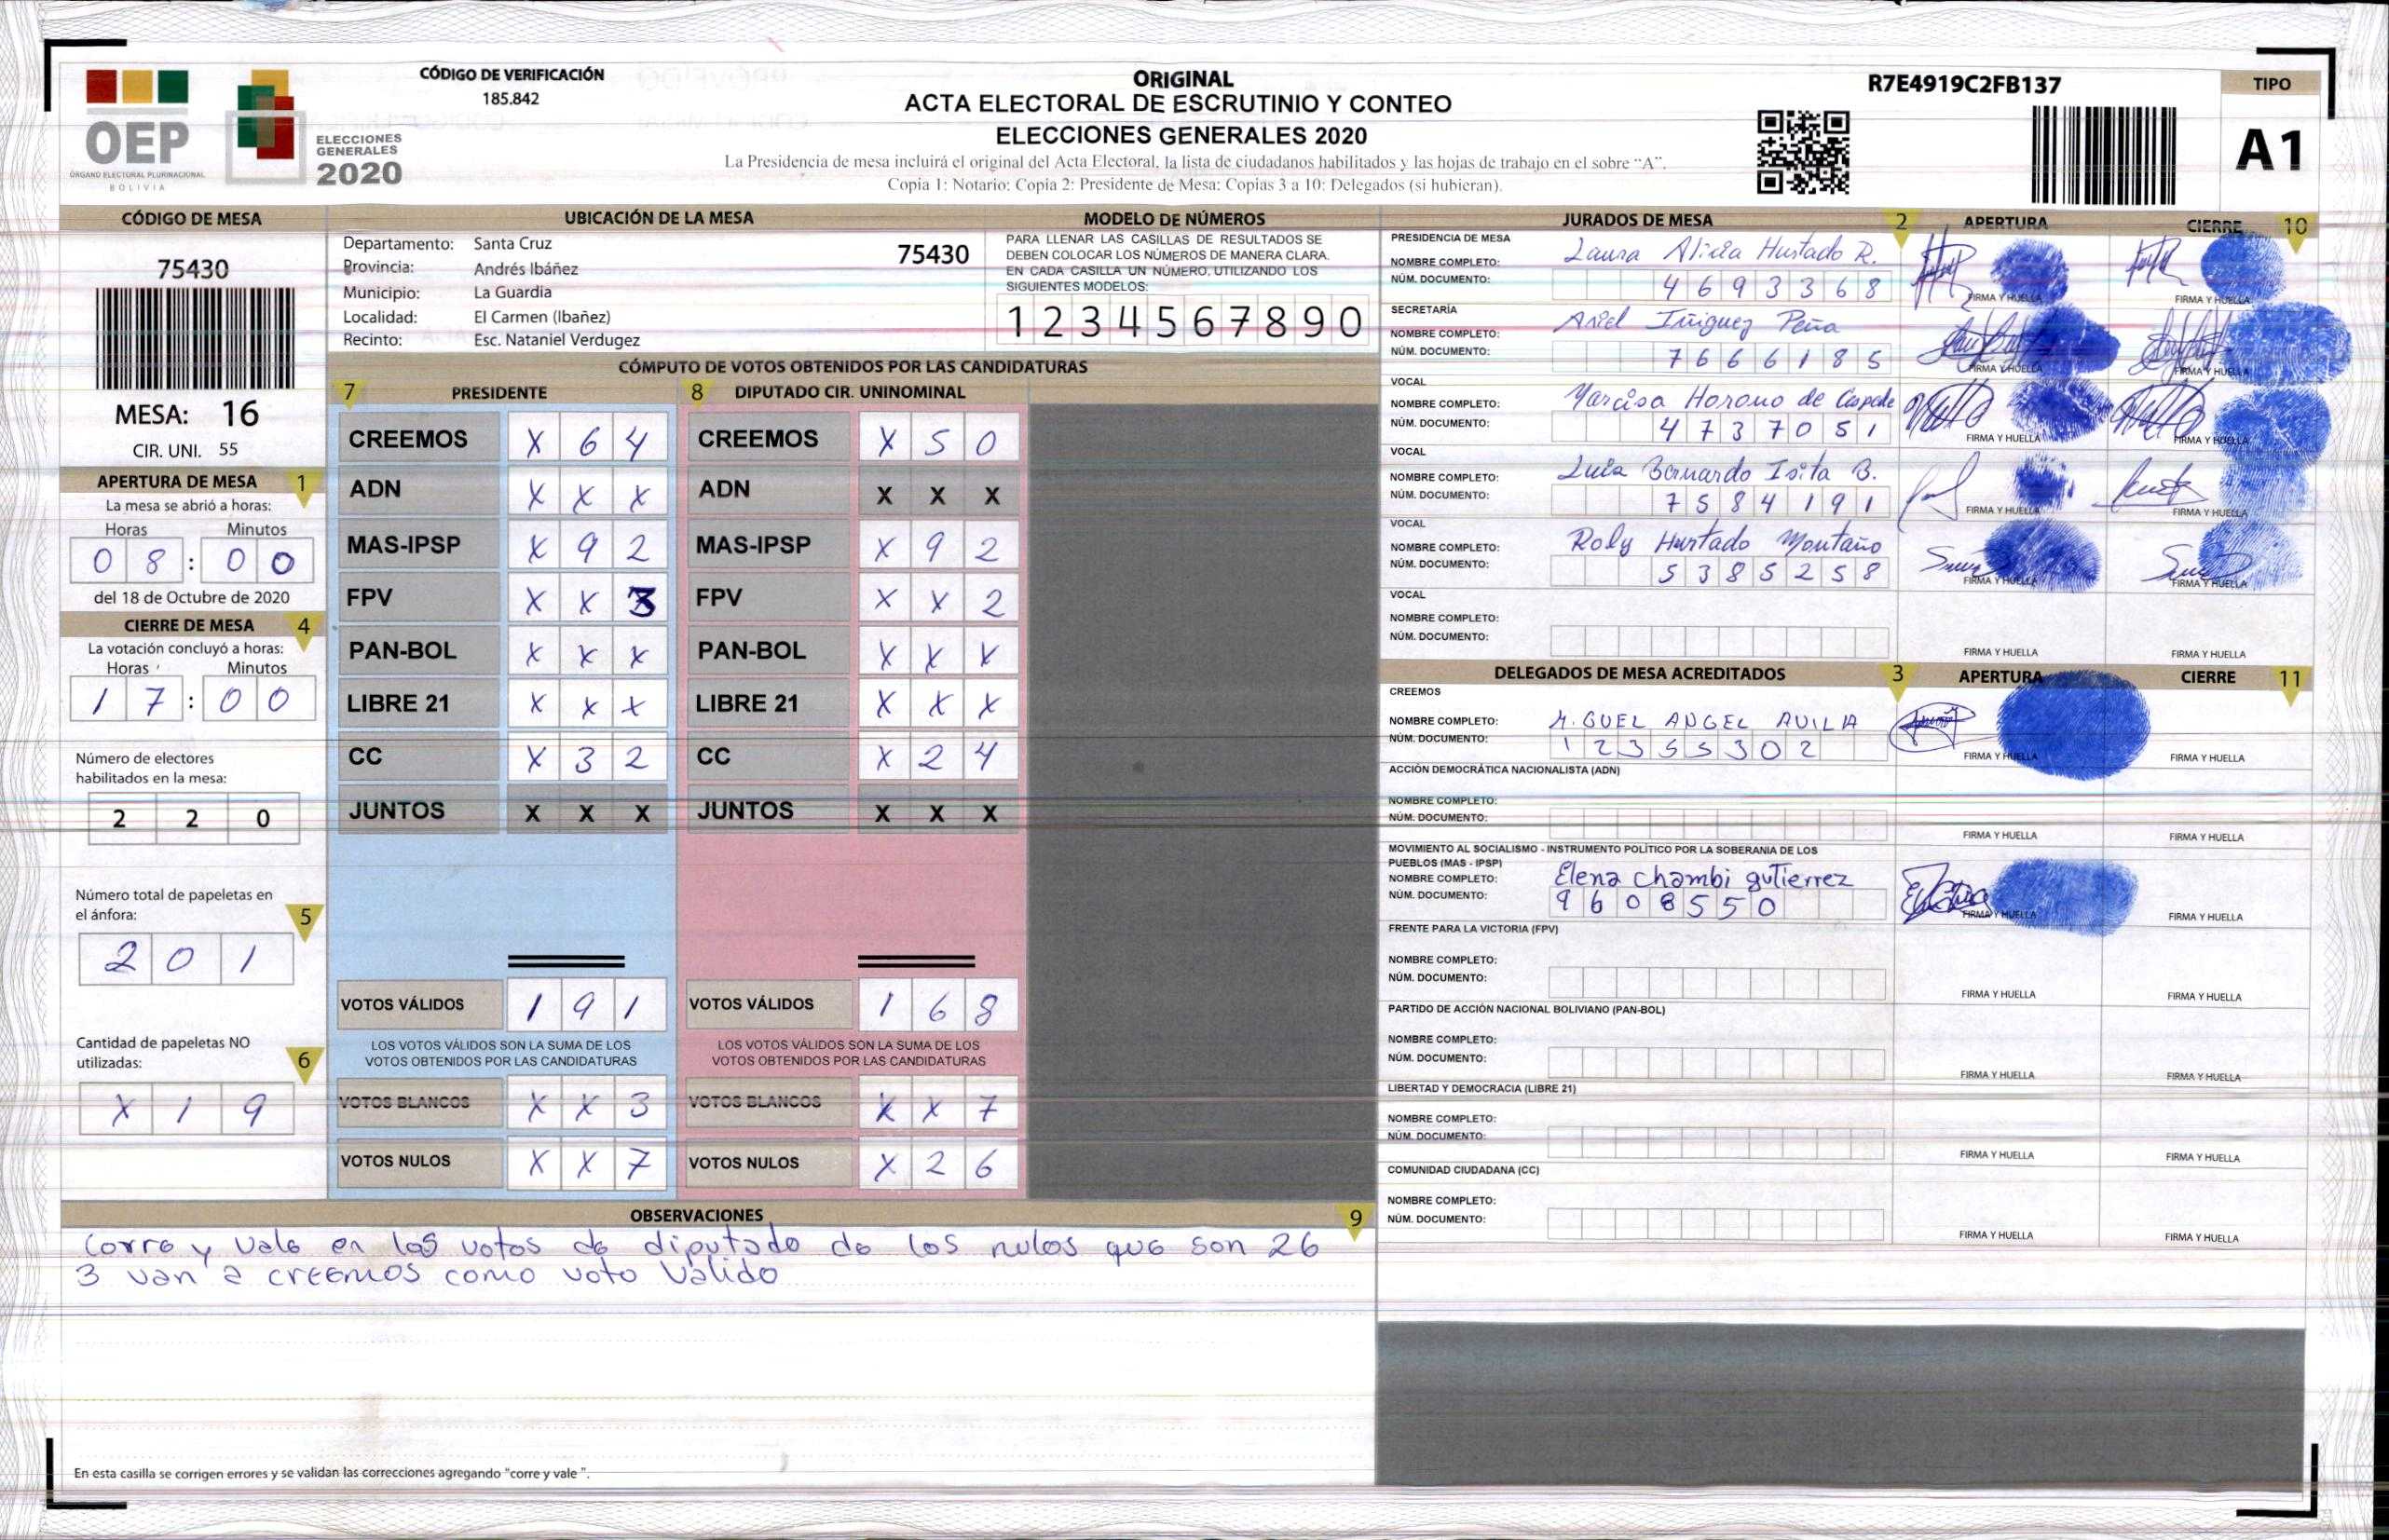 CÓDIGO DE VERIFICACIÓN
185.842
OEP
ÓRGANO ELECTORAL PLURINACIONAL
BOLIVIA
ELECCIONES
GENERALES
2020
ORIGINAL
ACTA ELECTORAL DE ESCRUTINIO Y CONTEO
ELECCIONES GENERALES 2020
La Presidencia de mesa incluirá el original del Acta Electoral, la lista de ciudadanos habilitados y las hojas de trabajo en el sobre "A".
Copia 1: Notario: Copia 2: Presidente de Mesa: Copias 3 a 10: Delegados (si hubieran).
R7E4919C2FB137
TIPO
A1
CÓDIGO DE MESA
75430
MESA: 16
CIR. UNI. 55
APERTURA DE MESA 1
La mesa se abrió a horas:
Horas Minutos
0 8 : 0 0
del 18 de Octubre de 2020
CIERRE DE MESA 4
La votación concluyó a horas:
Horas Minutos
1 7 : 0 0
Número de electores
habilitados en la mesa:
2 2 0
Número total de papeletas en
el ánfora: 5
2 0 1
Cantidad de papeletas NO
utilizadas: 6
X 1 9
UBICACIÓN DE LA MESA
Departamento: Santa Cruz 75430
Provincia: Andrés Ibáñez
Municipio: La Guardia
Localidad: El Carmen (Ibañez)
Recinto: Esc. Nataniel Verdugez
MODELO DE NÚMEROS
PARA LLENAR LAS CASILLAS DE RESULTADOS SE
DEBEN COLOCAR LOS NÚMEROS DE MANERA CLARA.
EN CADA CASILLA UN NÚMERO, UTILIZANDO LOS
SIGUIENTES MODELOS:
1 2 3 4 5 6 7 8 9 0
CÓMPUTO DE VOTOS OBTENIDOS POR LAS CANDIDATURAS
7 PRESIDENTE 8 DIPUTADO CIR. UNINOMINAL
CREEMOS X 6 4 CREEMOS X 5 0
ADN X X X ADN X X X
MAS-IPSP X 9 2 MAS-IPSP X 9 2
FPV X X 3 FPV X X 2
PAN-BOL X X X PAN-BOL X X X
LIBRE 21 X X X LIBRE 21 X X X
CC X 3 2 CC X 2 4
JUNTOS X X X JUNTOS X X X
VOTOS VÁLIDOS 1 9 1 VOTOS VÁLIDOS 1 6 8
LOS VOTOS VÁLIDOS SON LA SUMA DE LOS LOS VOTOS VÁLIDOS SON LA SUMA DE LOS
VOTOS OBTENIDOS POR LAS CANDIDATURAS VOTOS OBTENIDOS POR LAS CANDIDATURAS
VOTOS BLANCOS X X 3 VOTOS BLANCOS X X 7
VOTOS NULOS X X 7 VOTOS NULOS X 2 6
OBSERVACIONES 9
Corre y vale en los votos de diputado de los nulos que son 26
3 van a creemos como voto valido
En esta casilla se corrigen errores y se validan las correcciones agregando "corre y vale ".
JURADOS DE MESA 2 APERTURA CIERRE 10
PRESIDENCIA DE MESA
NOMBRE COMPLETO: Laura Alicia Hurtado R.
NÚM. DOCUMENTO: 4 6 9 3 3 6 8
FIRMA Y HUELLA FIRMA Y HUELLA
SECRETARÍA
NOMBRE COMPLETO: Ariel Iñiguez Peña
NÚM. DOCUMENTO: 7 6 6 6 1 8 5
FIRMA Y HUELLA FIRMA Y HUELLA
VOCAL
NOMBRE COMPLETO: Narcisa de
NÚM. DOCUMENTO: 4 7 3 7 0 5 1
FIRMA Y HUELLA FIRMA Y HUELLA
VOCAL
NOMBRE COMPLETO: Luis Bernardo Isita B.
NÚM. DOCUMENTO: 7 5 8 4 1 9 1
FIRMA Y HUELLA FIRMA Y HUELLA
VOCAL
NOMBRE COMPLETO: Roly Hurtado Montaño
NÚM. DOCUMENTO: 5 3 8 5 2 5 8
FIRMA Y HUELLA FIRMA Y HUELLA
VOCAL
NOMBRE COMPLETO:
NÚM. DOCUMENTO:
FIRMA Y HUELLA FIRMA Y HUELLA
DELEGADOS DE MESA ACREDITADOS 3 APERTURA CIERRE 11
CREEMOS
NOMBRE COMPLETO: MIGUEL ANGEL AVILA
NÚM. DOCUMENTO: 1 2 3 5 5 3 0 2
FIRMA Y HUELLA FIRMA Y HUELLA
ACCIÓN DEMOCRÁTICA NACIONALISTA (ADN)
NOMBRE COMPLETO:
NÚM. DOCUMENTO:
FIRMA Y HUELLA FIRMA Y HUELLA
MOVIMIENTO AL SOCIALISMO - INSTRUMENTO POLÍTICO POR LA SOBERANIA DE LOS
PUEBLOS (MAS - IPSP)
NOMBRE COMPLETO: Elena Chambi gutierrez
NÚM. DOCUMENTO: 9 6 0 8 5 5 0
FIRMA Y HUELLA FIRMA Y HUELLA
FRENTE PARA LA VICTORIA (FPV)
NOMBRE COMPLETO:
NÚM. DOCUMENTO:
FIRMA Y HUELLA FIRMA Y HUELLA
PARTIDO DE ACCIÓN NACIONAL BOLIVIANO (PAN-BOL)
NOMBRE COMPLETO:
NÚM. DOCUMENTO:
FIRMA Y HUELLA FIRMA Y HUELLA
LIBERTAD Y DEMOCRACIA (LIBRE 21)
NOMBRE COMPLETO:
NÚM. DOCUMENTO:
FIRMA Y HUELLA FIRMA Y HUELLA
COMUNIDAD CIUDADANA (CC)
NOMBRE COMPLETO:
NÚM. DOCUMENTO:
FIRMA Y HUELLA FIRMA Y HUELLA